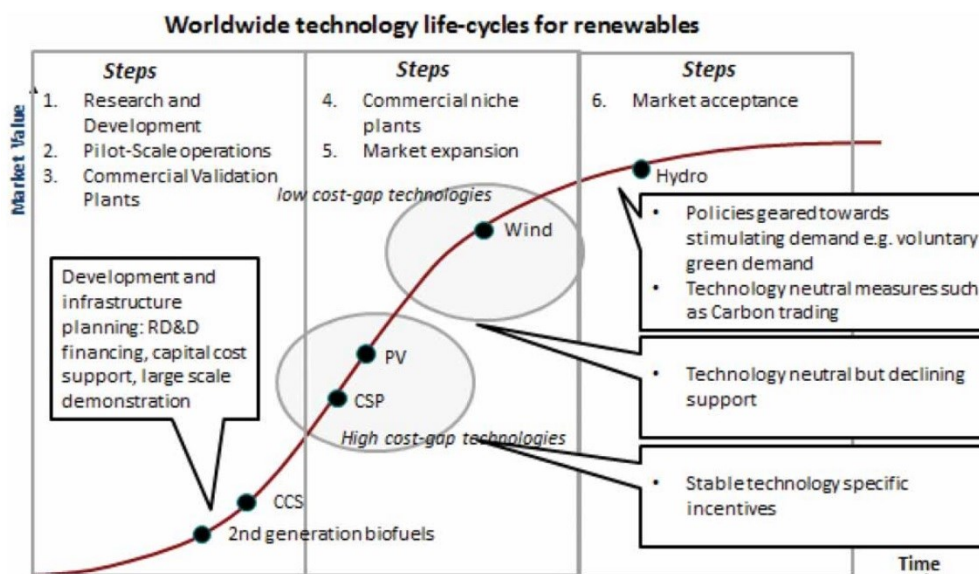 Worldwide technology life-cycles for renewables
Market Value
Steps
1. Research and
Development
2. Pilot-Scale operations
3. Commercial Validation
Plants
Development and
infrastructure
planning: RD&D
financing, capital cost
support, large scale
demonstration
CCS
2nd generation biofuels
Steps
4. Commercial niche
plants
5. Market expansion
low cost-gap technologies
Wind
PV
CSP
High cost-gap technologies
Steps
6. Market acceptance
Hydro
• Policies geared towards
stimulating demand e.g. voluntary
green demand
• Technology neutral measures such
as Carbon trading
• Technology neutral but declining
support
• Stable technology specific
incentives
Time